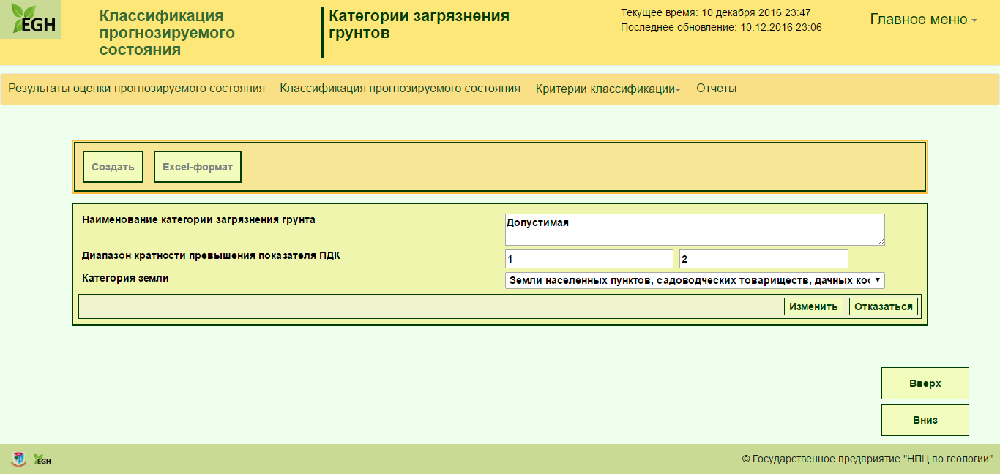 EGH
Классификация
прогнозируемого
состояния
Категории загрязнения
грунтов
Текущее время: 10 декабря 2016 23:47
Последнее обновление: 10.12.2016 23:06
Главное меню
Результаты оценки прогнозируемого состояния Классификация прогнозируемого состояния Критерии классификации Отчеты
Создать Excel-формат
Наименование категории загрязнения грунта Допустимая
Диапазон кратности превышения показателя ПДК 1 2
Категория земли Земли населенных пунктов, садоводческих товариществ, дачных кос
Изменить Отказаться
Вверх
Вниз
EGH © Государственное предприятие "НПЦ по геологии"